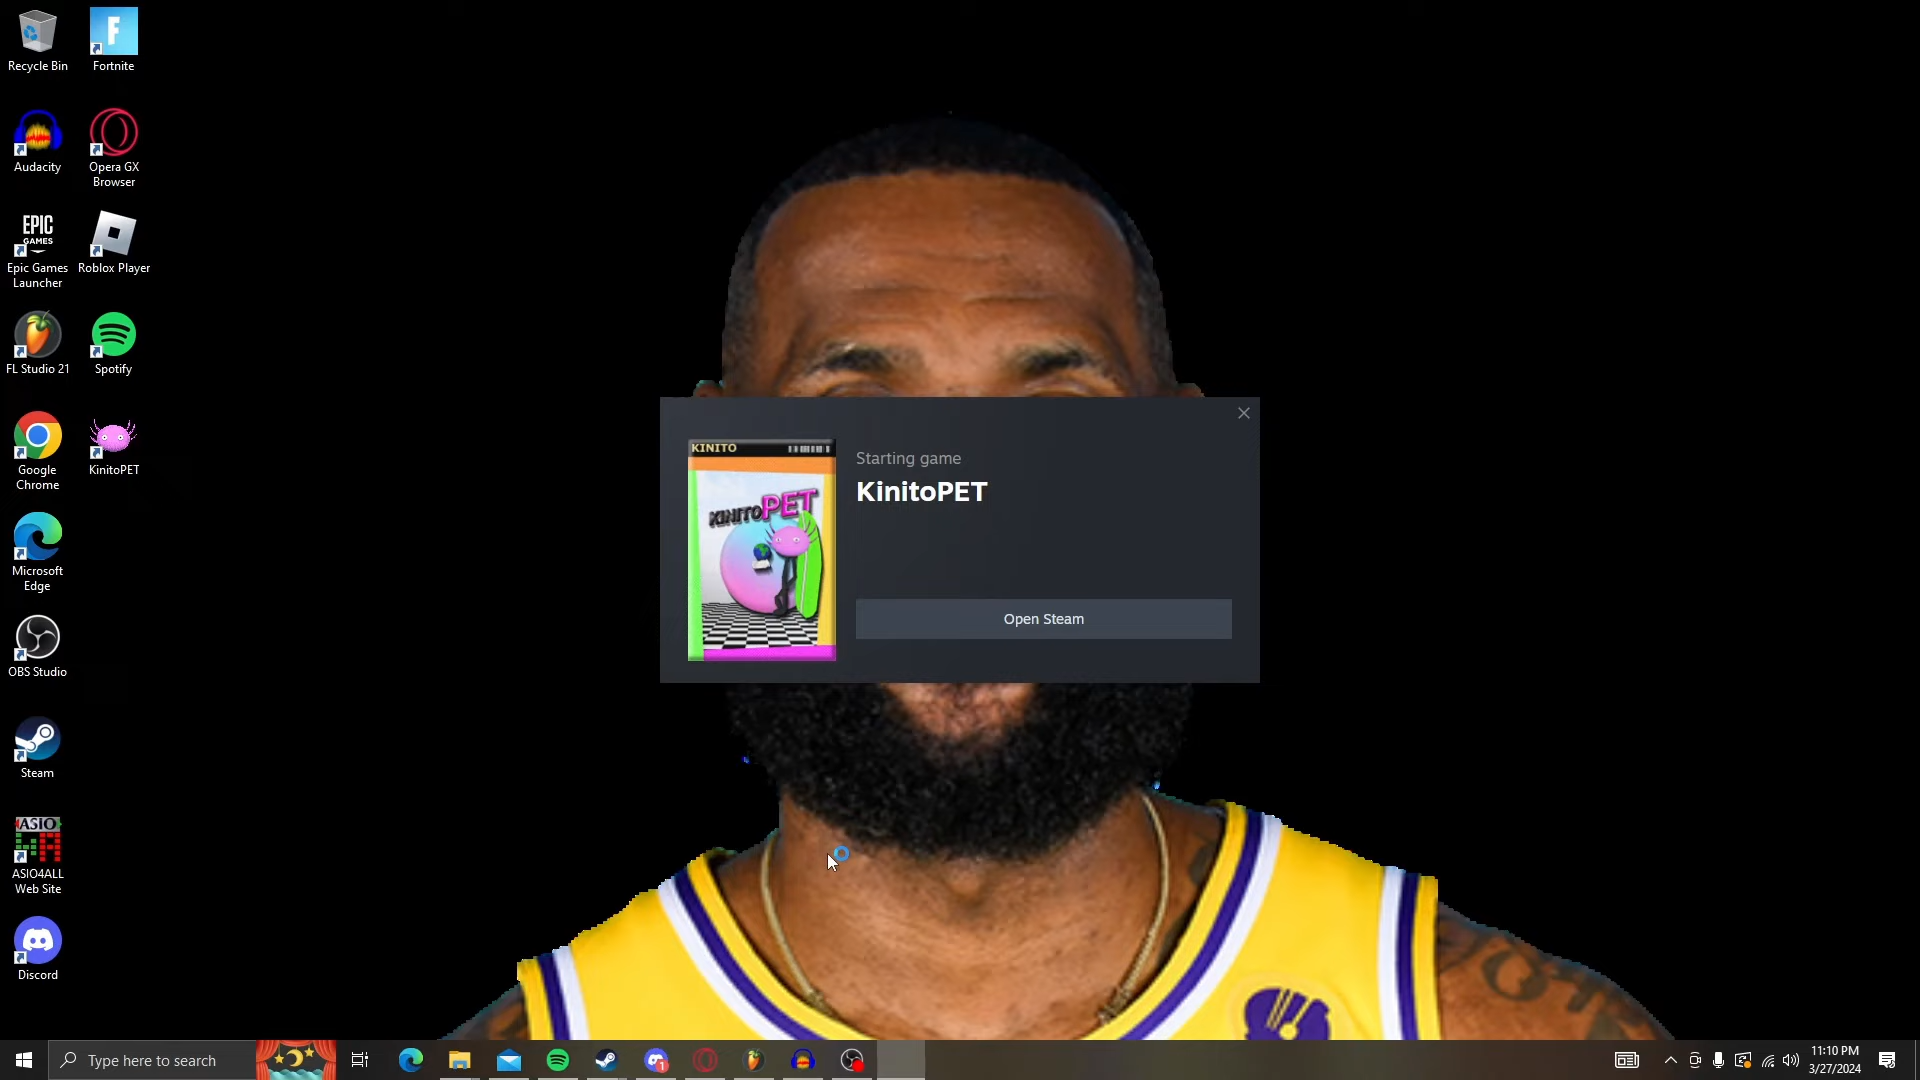 Recycle Bin
Fortnite
Audacity
Opera GX
Browser
EPIC
GAMES
Epic Games
Launcher
Roblox Player
FL Studio 21
Spotify
Google
Chrome
KinitoPET
Microsoft
Edge
OBS Studio
Steam
ASIO
ASIO4ALL
Web Site
Discord
KINITO
KINITOPET
Starting game
KinitoPET
Open Steam
Type here to search
1
11:10 PM
3/27/2024